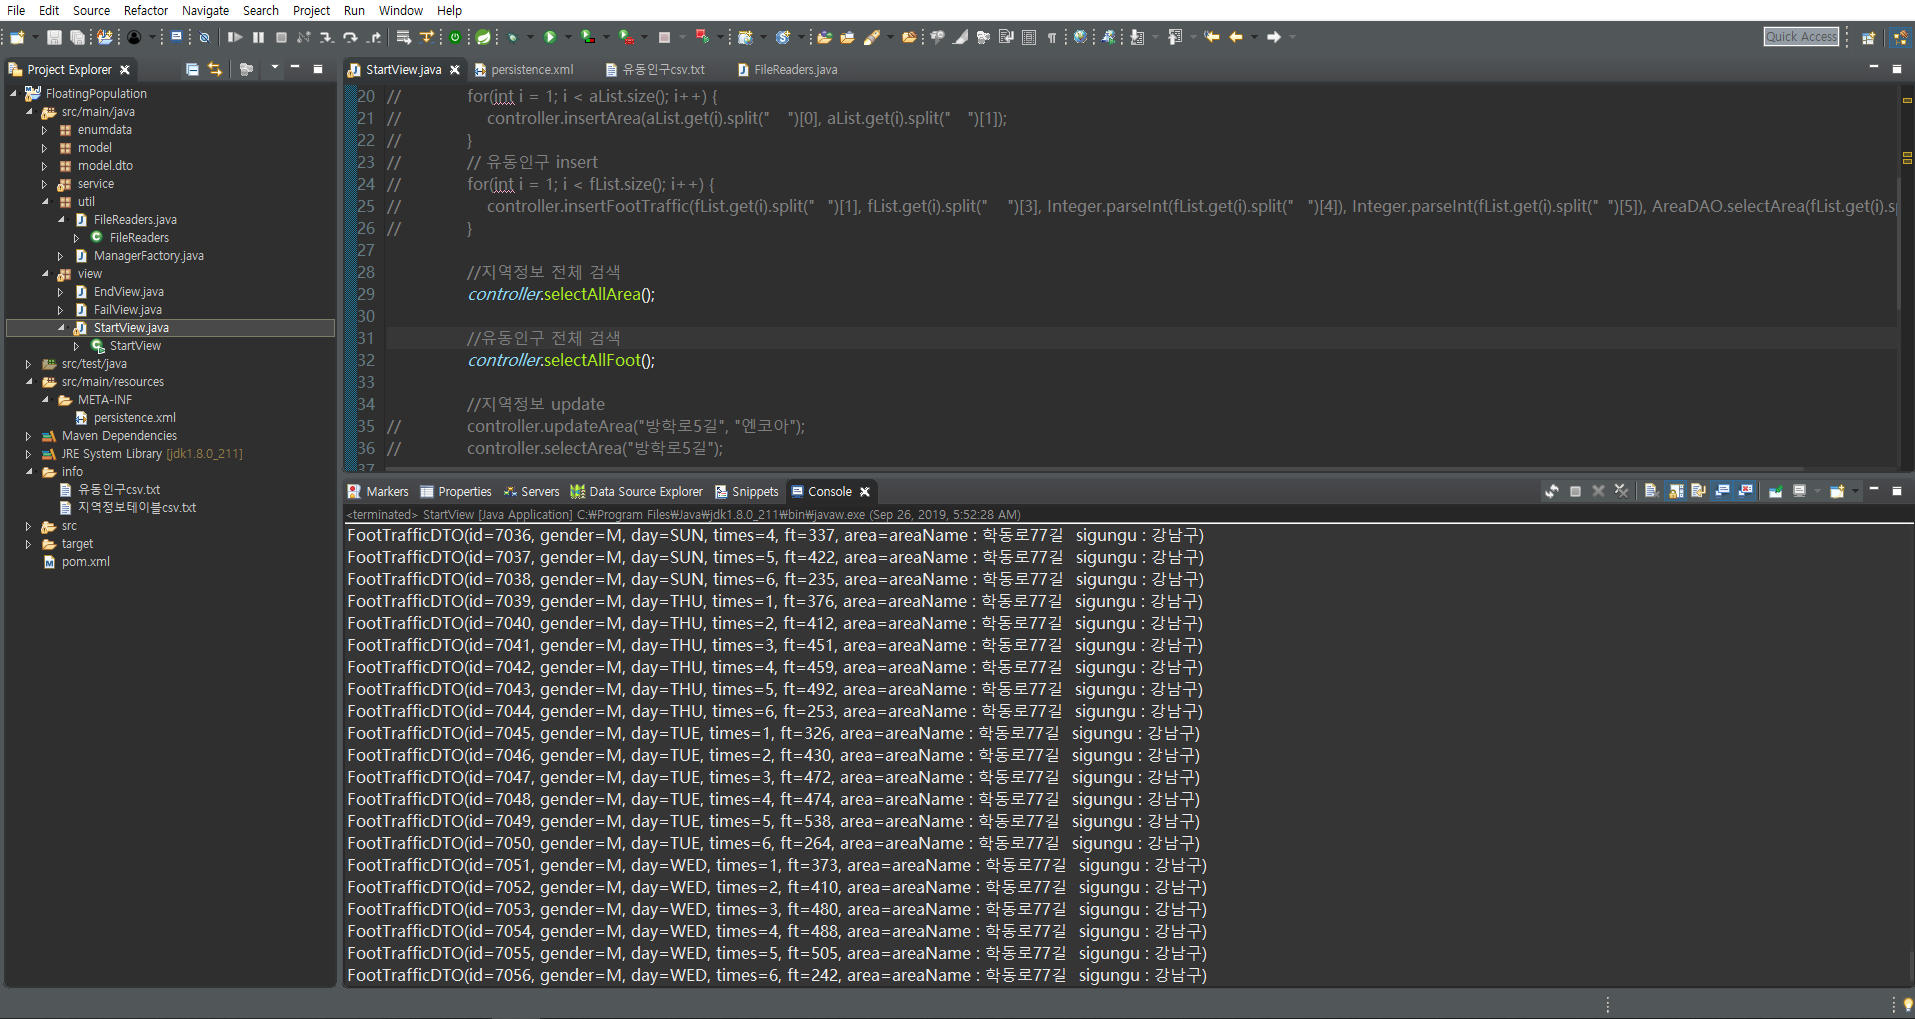 File Edit Source Refactor Navigate Search Project Run Window Help
Quick Access
Project Explorer
FloatingPopulation
src/main/java
enumdata
model
model.dto
service
util
FileReaders.java
FileReaders
ManagerFactory.java
view
EndView.java
FailView.java
StartView.java
StartView
src/test/java
src/main/resources
META-INF
persistence.xml
Maven Dependencies
JRE System Library [jdk1.8.0_211]
info
유동인구csv.txt
지역정보테이블csv.txt
src
target
pom.xml
StartView.java persistence.xml 유동인구csv.txt FileReaders.java
20 // for(int i = 1; i < aList.size(); i++) {
21 // controller.insertArea(aList.get(i).split(" ")[0], aList.get(i).split(" ")[1]);
22 // }
23 // // 유동인구 insert
24 // for(int i = 1; i < fList.size(); i++) {
25 // controller.insertFootTraffic(fList.get(i).split(" ")[1], fList.get(i).split(" ")[3], Integer.parseInt(fList.get(i).split(" ")[4]), Integer.parseInt(fList.get(i).split(" ")[5]), AreaDAO.selectArea(fList.get(i).sp
26 // }
27
28 //지역정보 전체 검색
29 controller.selectAllArea();
30
31 //유동인구 전체 검색
32 controller.selectAllFoot();
33
34 //지역정보 update
35 // controller.updateArea("방학로5길", "엔코아");
36 // controller.selectArea("방학로5길");
37
Markers Properties Servers Data Source Explorer Snippets Console
<terminated> StartView [Java Application] C:₩Program Files₩Java₩jdk1.8.0_211₩bin₩javaw.exe (Sep 26, 2019, 5:52:28 AM)
FootTrafficDTO(id=7036, gender=M, day=SUN, times=4, ft=337, area=areaName : 학동로77길 sigungu : 강남구)
FootTrafficDTO(id=7037, gender=M, day=SUN, times=5, ft=422, area=areaName : 학동로77길 sigungu : 강남구)
FootTrafficDTO(id=7038, gender=M, day=SUN, times=6, ft=235, area=areaName : 학동로77길 sigungu : 강남구)
FootTrafficDTO(id=7039, gender=M, day=THU, times=1, ft=376, area=areaName : 학동로77길 sigungu : 강남구)
FootTrafficDTO(id=7040, gender=M, day=THU, times=2, ft=412, area=areaName : 학동로77길 sigungu : 강남구)
FootTrafficDTO(id=7041, gender=M, day=THU, times=3, ft=451, area=areaName : 학동로77길 sigungu : 강남구)
FootTrafficDTO(id=7042, gender=M, day=THU, times=4, ft=459, area=areaName : 학동로77길 sigungu : 강남구)
FootTrafficDTO(id=7043, gender=M, day=THU, times=5, ft=492, area=areaName : 학동로77길 sigungu : 강남구)
FootTrafficDTO(id=7044, gender=M, day=THU, times=6, ft=253, area=areaName : 학동로77길 sigungu : 강남구)
FootTrafficDTO(id=7045, gender=M, day=TUE, times=1, ft=326, area=areaName : 학동로77길 sigungu : 강남구)
FootTrafficDTO(id=7046, gender=M, day=TUE, times=2, ft=430, area=areaName : 학동로77길 sigungu : 강남구)
FootTrafficDTO(id=7047, gender=M, day=TUE, times=3, ft=472, area=areaName : 학동로77길 sigungu : 강남구)
FootTrafficDTO(id=7048, gender=M, day=TUE, times=4, ft=474, area=areaName : 학동로77길 sigungu : 강남구)
FootTrafficDTO(id=7049, gender=M, day=TUE, times=5, ft=538, area=areaName : 학동로77길 sigungu : 강남구)
FootTrafficDTO(id=7050, gender=M, day=TUE, times=6, ft=264, area=areaName : 학동로77길 sigungu : 강남구)
FootTrafficDTO(id=7051, gender=M, day=WED, times=1, ft=373, area=areaName : 학동로77길 sigungu : 강남구)
FootTrafficDTO(id=7052, gender=M, day=WED, times=2, ft=410, area=areaName : 학동로77길 sigungu : 강남구)
FootTrafficDTO(id=7053, gender=M, day=WED, times=3, ft=480, area=areaName : 학동로77길 sigungu : 강남구)
FootTrafficDTO(id=7054, gender=M, day=WED, times=4, ft=488, area=areaName : 학동로77길 sigungu : 강남구)
FootTrafficDTO(id=7055, gender=M, day=WED, times=5, ft=505, area=areaName : 학동로77길 sigungu : 강남구)
FootTrafficDTO(id=7056, gender=M, day=WED, times=6, ft=242, area=areaName : 학동로77길 sigungu : 강남구)